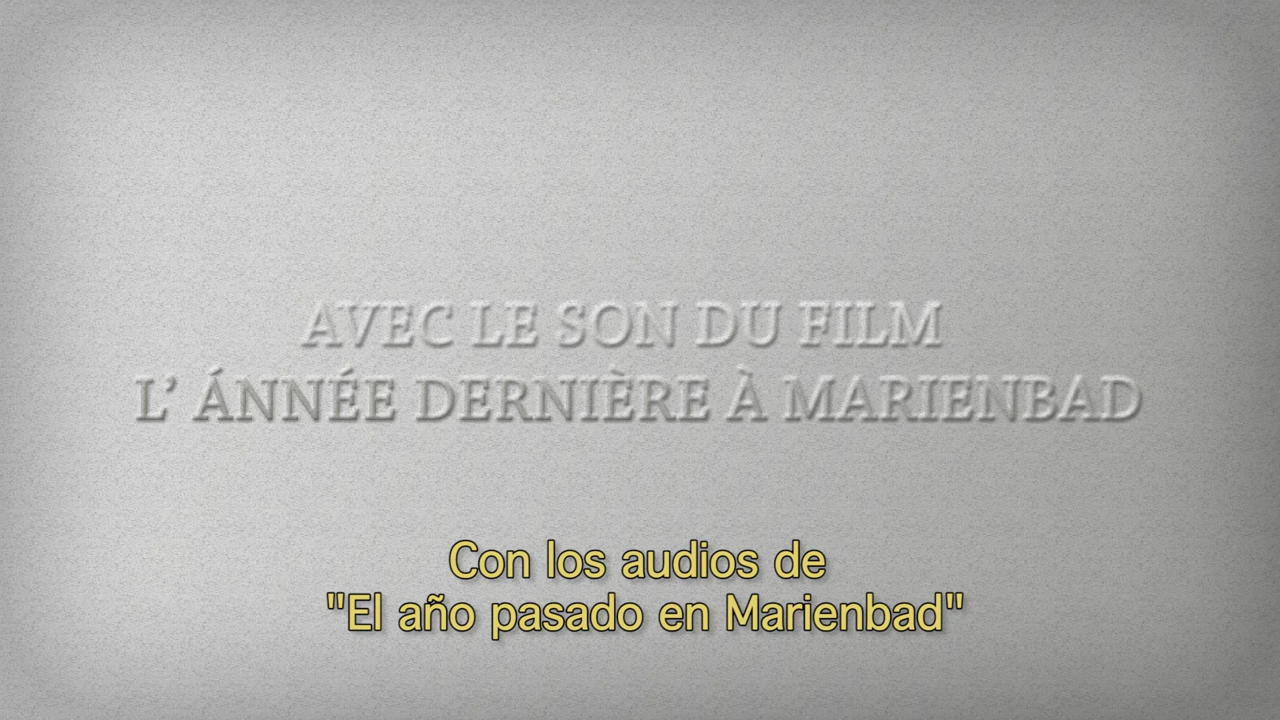 AVEC LE SON DU FILM
L’ ÁNNÉE DERNIÈRE À MARIENBAD
Con los audios de
"El año pasado en Marienbad"